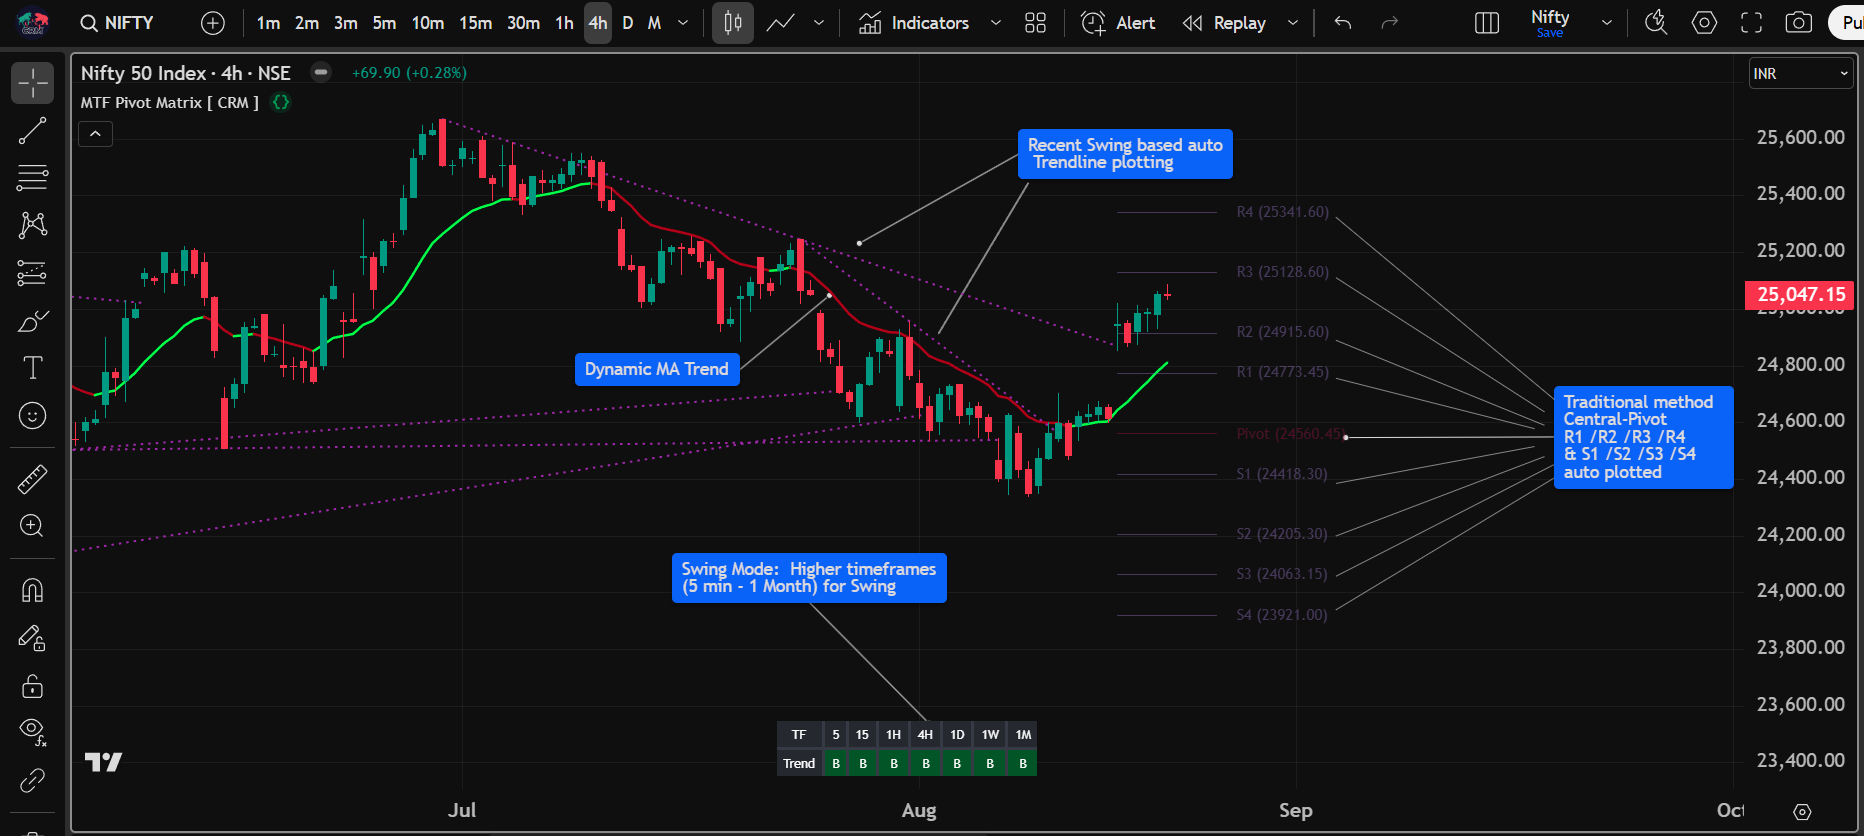 NIFTY
1m 2m 3m 5m 10m 15m 30m 1h 4h D M
Indicators
Alert
Replay
Nifty
Save
Nifty 50 Index · 4h · NSE
+69.90 (+0.28%)
MTF Pivot Matrix [ CRM ]
INR
Recent Swing based auto
Trendline plotting
Dynamic MA Trend
Swing Mode: Higher timeframes
(5 min - 1 Month) for Swing
R4 (25341.60)
R3 (25128.60)
R2 (24915.60)
R1 (24773.45)
Pivot (24560.45)
S1 (24418.30)
S2 (24205.30)
S3 (24063.15)
S4 (23921.00)
Traditional method
Central-Pivot
R1 /R2 /R3 /R4
& S1 /S2 /S3 /S4
auto plotted
25,600.00
25,400.00
25,200.00
25,047.15
24,800.00
24,600.00
24,400.00
24,200.00
24,000.00
23,800.00
23,600.00
23,400.00
TF 5 15 1H 4H 1D 1W 1M
Trend B B B B B B B
Jul Aug Sep